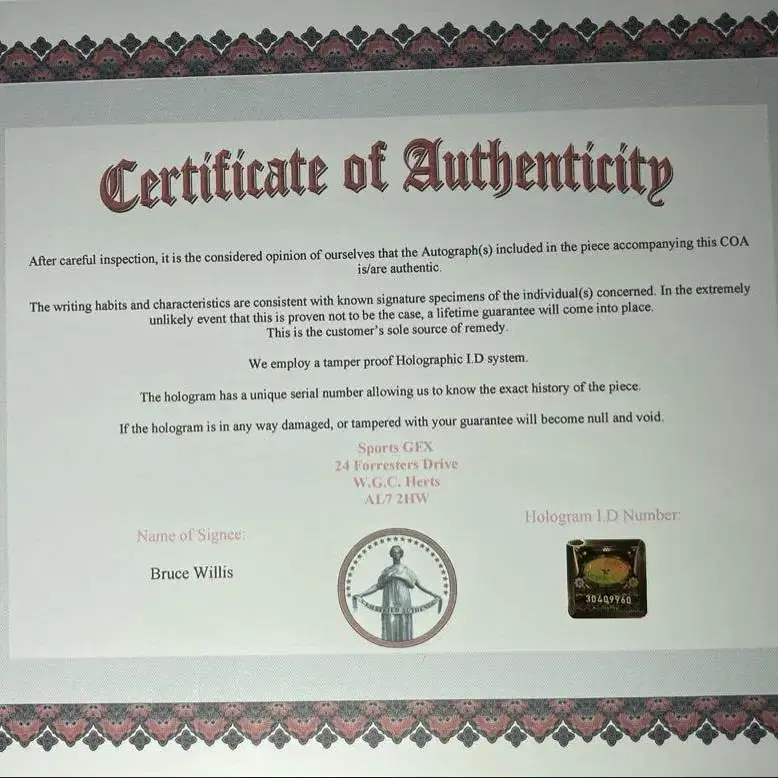 Certificate of Authenticity
After careful inspection, it is the considered opinion of ourselves that the Autograph(s) included in the piece accompanying this COA
is/are authentic.
The writing habits and characteristics are consistent with known signature specimens of the individual(s) concerned. In the extremely
unlikely event that this is proven not to be the case, a lifetime guarantee will come into place.
This is the customer's sole source of remedy.
We employ a tamper proof Holographic I.D system.
The hologram has a unique serial number allowing us to know the exact history of the piece.
If the hologram is in any way damaged, or tampered with your guarantee will become null and void.
Sports GFX
24 Forresters Drive
W.G.C. Herts
AL7 2HW
Hologram I.D Number:
Name of Signee:
Bruce Willis
CERTIFIED AUTHENTIC
30409960